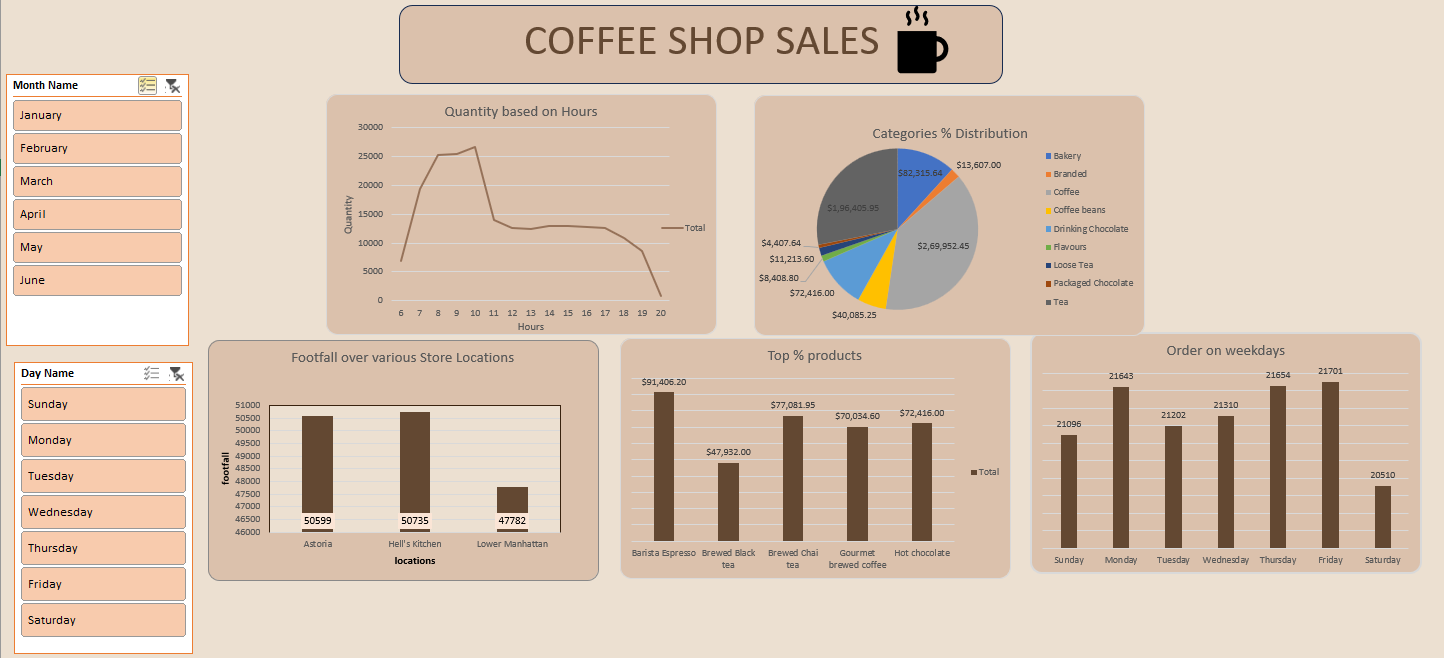 COFFEE SHOP SALES
Month Name
January
February
March
April
May
June
Day Name
Sunday
Monday
Tuesday
Wednesday
Thursday
Friday
Saturday
Quantity based on Hours
30000
25000
20000
15000
10000
5000
0
Quantity
6 7 8 9 10 11 12 13 14 15 16 17 18 19 20
Hours
Total
Categories % Distribution
$82,315.64
$13,607.00
$2,69,952.45
$40,085.25
$72,416.00
$8,408.80
$11,213.60
$4,407.64
$1,96,405.95
Bakery
Branded
Coffee
Coffee beans
Drinking Chocolate
Flavours
Loose Tea
Packaged Chocolate
Tea
Footfall over various Store Locations
51000
50500
50000
49500
49000
48500
48000
47500
47000
46500
46000
footfall
50599 50735 47782
Astoria Hell's Kitchen Lower Manhattan
locations
Top % products
$91,406.20
$47,932.00
$77,081.95
$70,034.60
$72,416.00
Barista Espresso Brewed Black tea Brewed Chai tea Gourmet brewed coffee Hot chocolate
Total
Order on weekdays
21096
21643
21202
21310
21654
21701
20510
Sunday Monday Tuesday Wednesday Thursday Friday Saturday